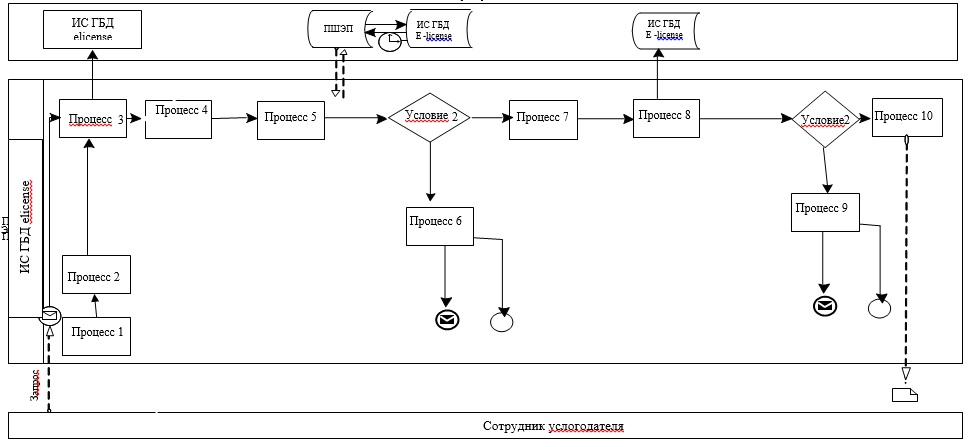 ИС ГБД
elicense
ПШЭП
ИС ГБД
Е -license
ИС ГБД
Е -license
Процесс 3
Процесс 4
Процесс 5
Условие 2
Процесс 7
Процесс 8
Условие2
Процесс 10
ИС ГБД elicense
Процесс 6
Процесс 9
Процесс 2
Процесс 1
Запрос
Сотрудник услогодателя